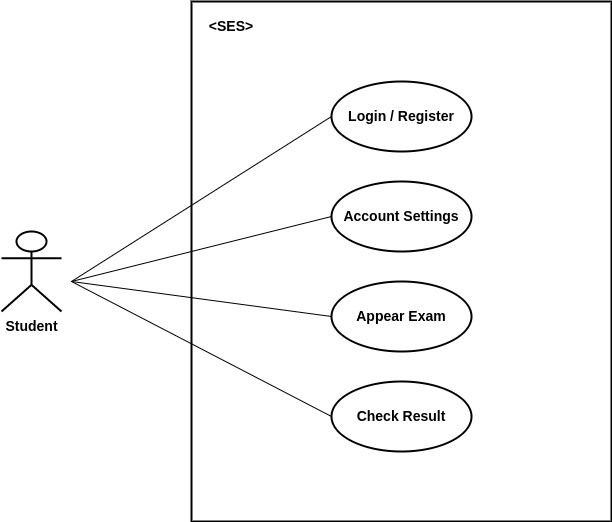 <SES>
Login / Register
Account Settings
Appear Exam
Student
Check Result